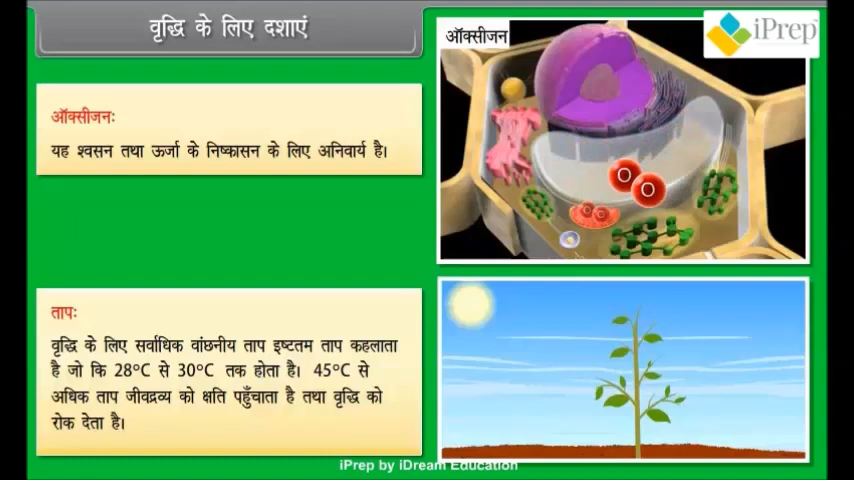 वृद्धि के लिए दशाएं
ऑक्सीजनः
यह श्वसन तथा ऊर्जा के निष्कासन के लिए अनिवार्य है।
तापः
वृद्धि के लिए सर्वाधिक वांछनीय ताप इष्टतम ताप कहलाता
है जो कि 28°C से 30°C तक होता है। 45°C से
अधिक ताप जीवद्रव्य को क्षति पहुँचाता है तथा वृद्धि को
रोक देता है।
ऑक्सीजन
O
O
iPrep
iPrep by iDream Education